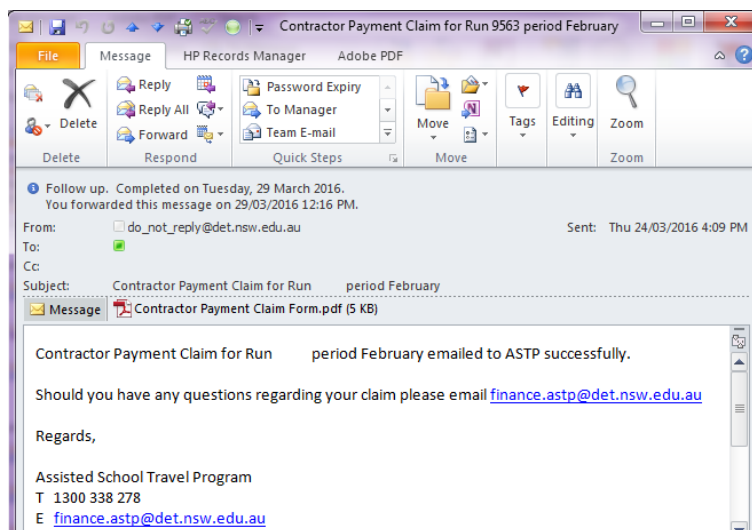 Contractor Payment Claim for Run 9563 period February
File Message HP Records Manager Adobe PDF
Delete
Reply
Reply All
Forward
Password Expiry
To Manager
Team E-mail
Move
Tags
Editing
Zoom
Delete Respond Quick Steps Move Zoom
Follow up. Completed on Tuesday, 29 March 2016.
You forwarded this message on 29/03/2016 12:16 PM.
From: do_not_reply@det.nsw.edu.au Sent: Thu 24/03/2016 4:09 PM
To:
Cc:
Subject: Contractor Payment Claim for Run period February
Message Contractor Payment Claim Form.pdf (5 KB)
Contractor Payment Claim for Run period February emailed to ASTP successfully.
Should you have any questions regarding your claim please email finance.astp@det.nsw.edu.au
Regards,
Assisted School Travel Program
T 1300 338 278
E finance.astp@det.nsw.edu.au